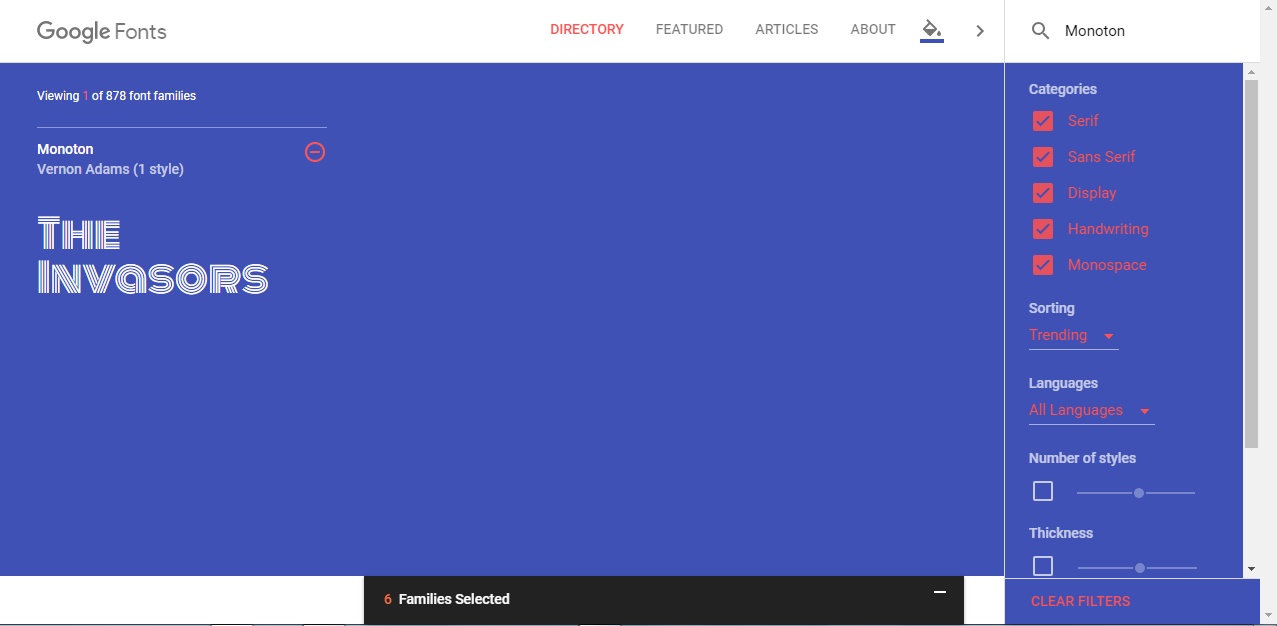 Google Fonts
DIRECTORY
FEATURED
ARTICLES
ABOUT
Monoton
Viewing 1 of 878 font families
Monoton
Vernon Adams (1 style)
The
Invasors
Categories
Serif
Sans Serif
Display
Handwriting
Monospace
Sorting
Trending
Languages
All Languages
Number of styles
Thickness
CLEAR FILTERS
6 Families Selected